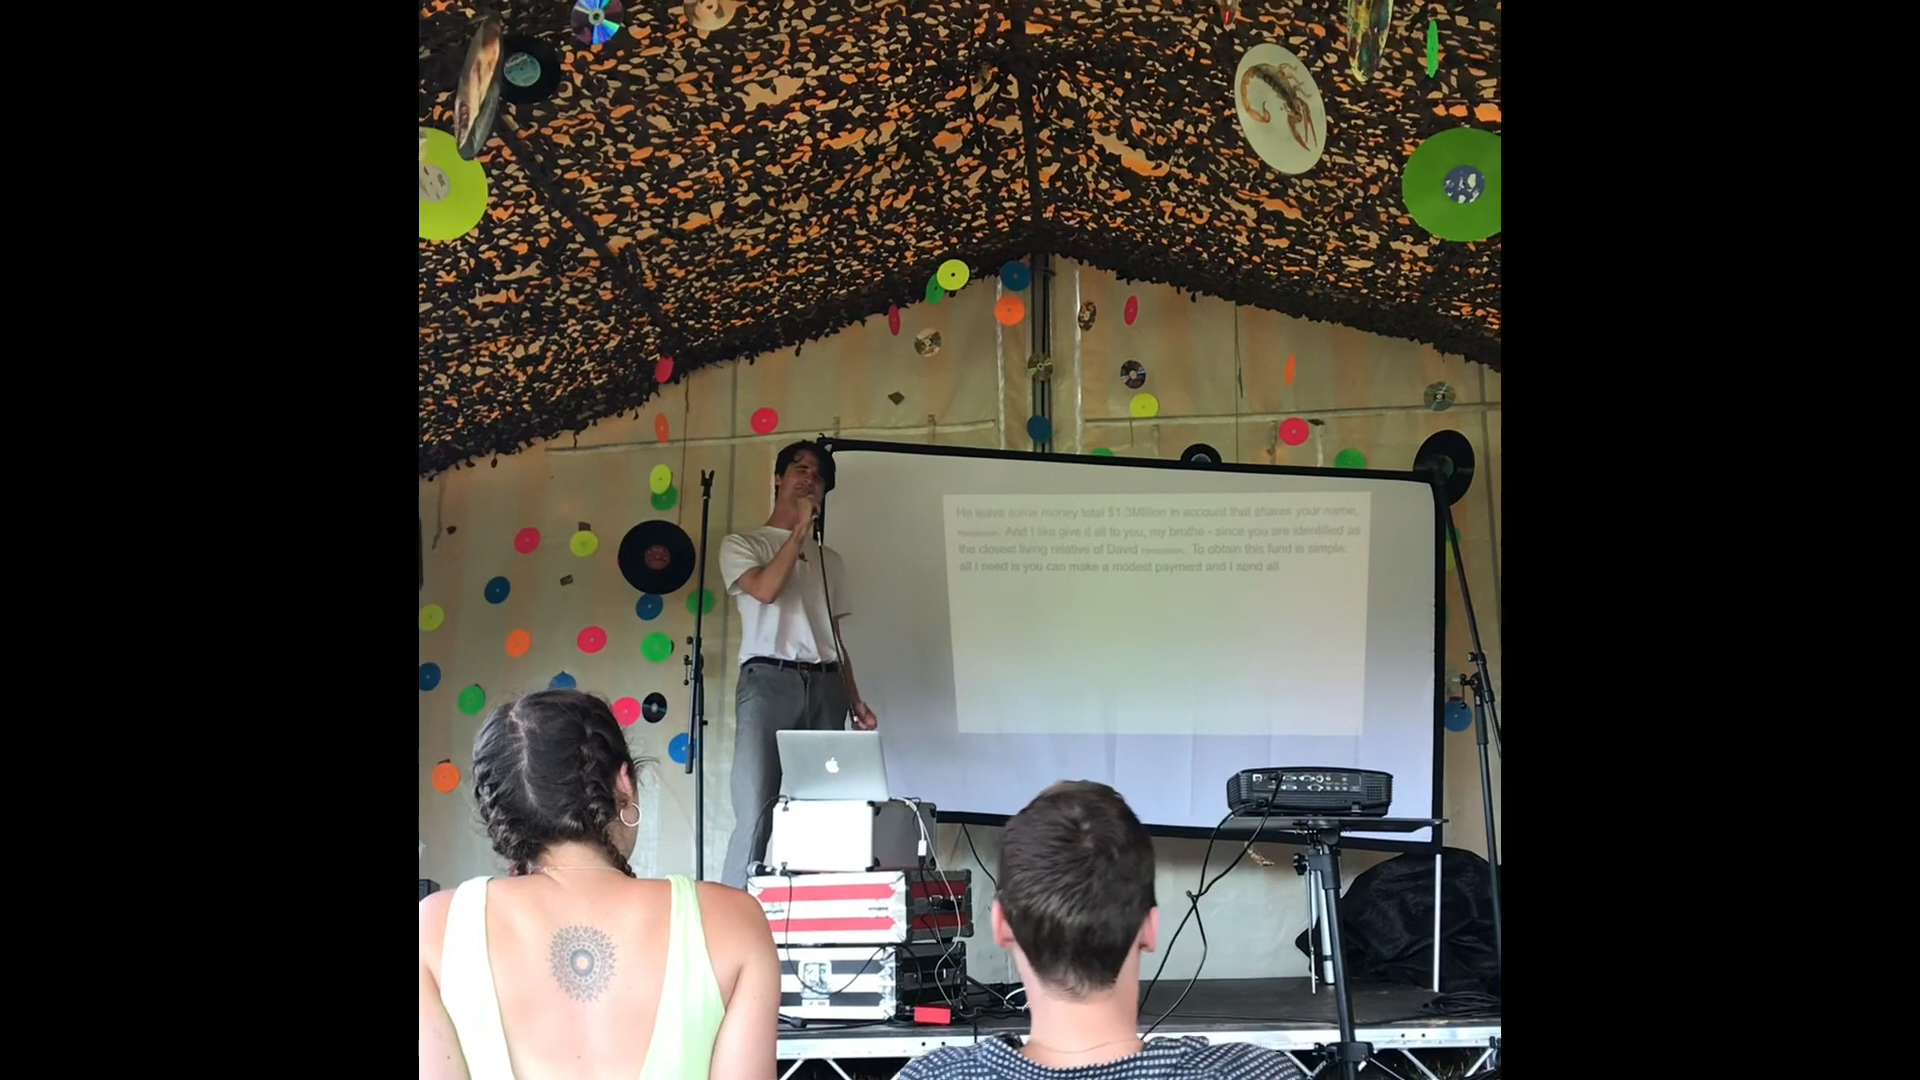 He leave some money total $1.3Million in account that shares your name,
And I like give it all to you, my brothe - since you are identified as
the closest living relative of David To obtain this fund is simple:
all I need is you can make a modest payment and I send all